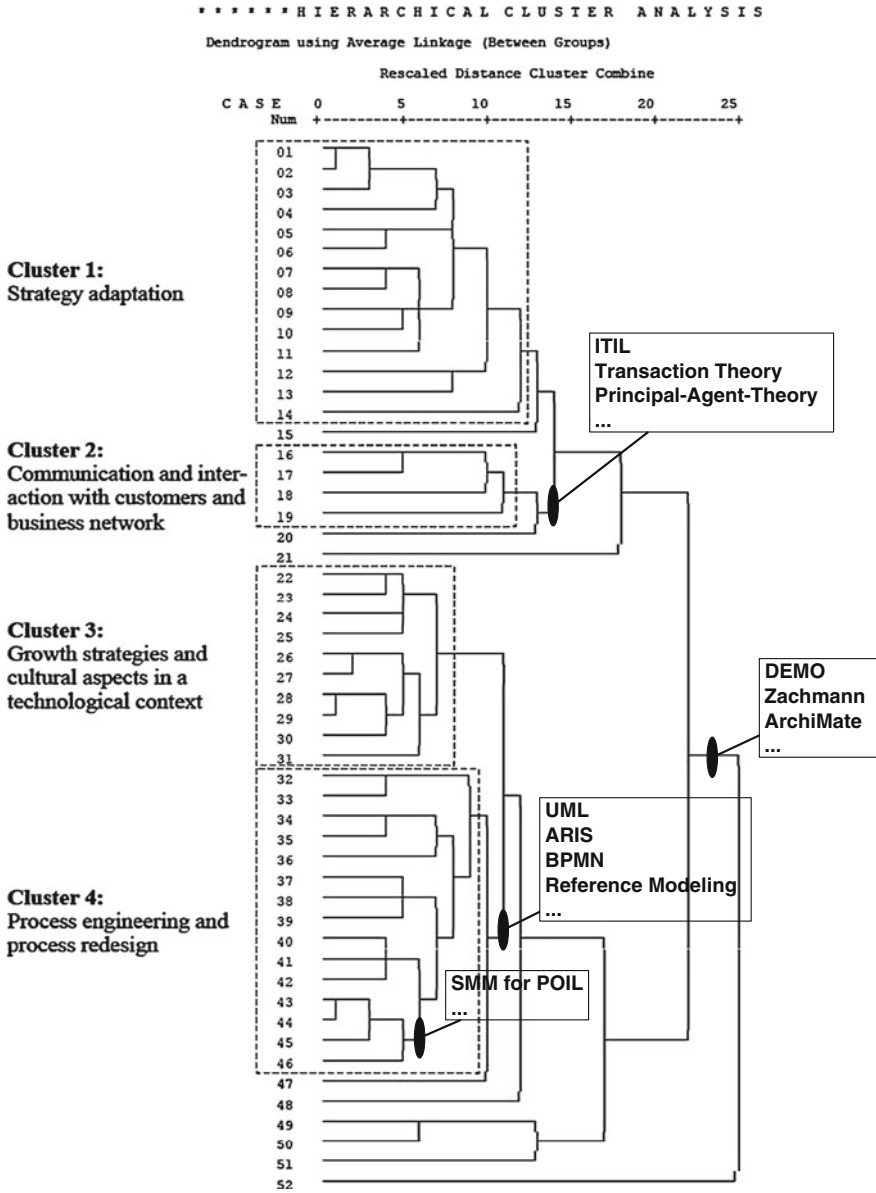 * * * * * * H I E R A R C H I C A L C L U S T E R A N A L Y S I S
Dendrogram using Average Linkage (Between Groups)
Rescaled Distance Cluster Combine
C A S E 0 5 10 15 20 25
Num +---------+---------+---------+---------+---------+
01
02
03
04
05
06
Cluster 1:
Strategy adaptation
07
08
09
10
11
12
13
14
15
ITIL
Transaction Theory
Principal-Agent-Theory
...
Cluster 2:
Communication and inter-
action with customers and
business network
16
17
18
19
20
21
22
23
24
25
Cluster 3:
Growth strategies and
cultural aspects in a
technological context
26
27
28
29
30
31
DEMO
Zachmann
ArchiMate
...
32
33
34
35
36
UML
ARIS
BPMN
Reference Modeling
...
Cluster 4:
Process engineering and
process redesign
37
38
39
40
41
42
43
44
45
46
SMM for POIL
...
47
48
49
50
51
52